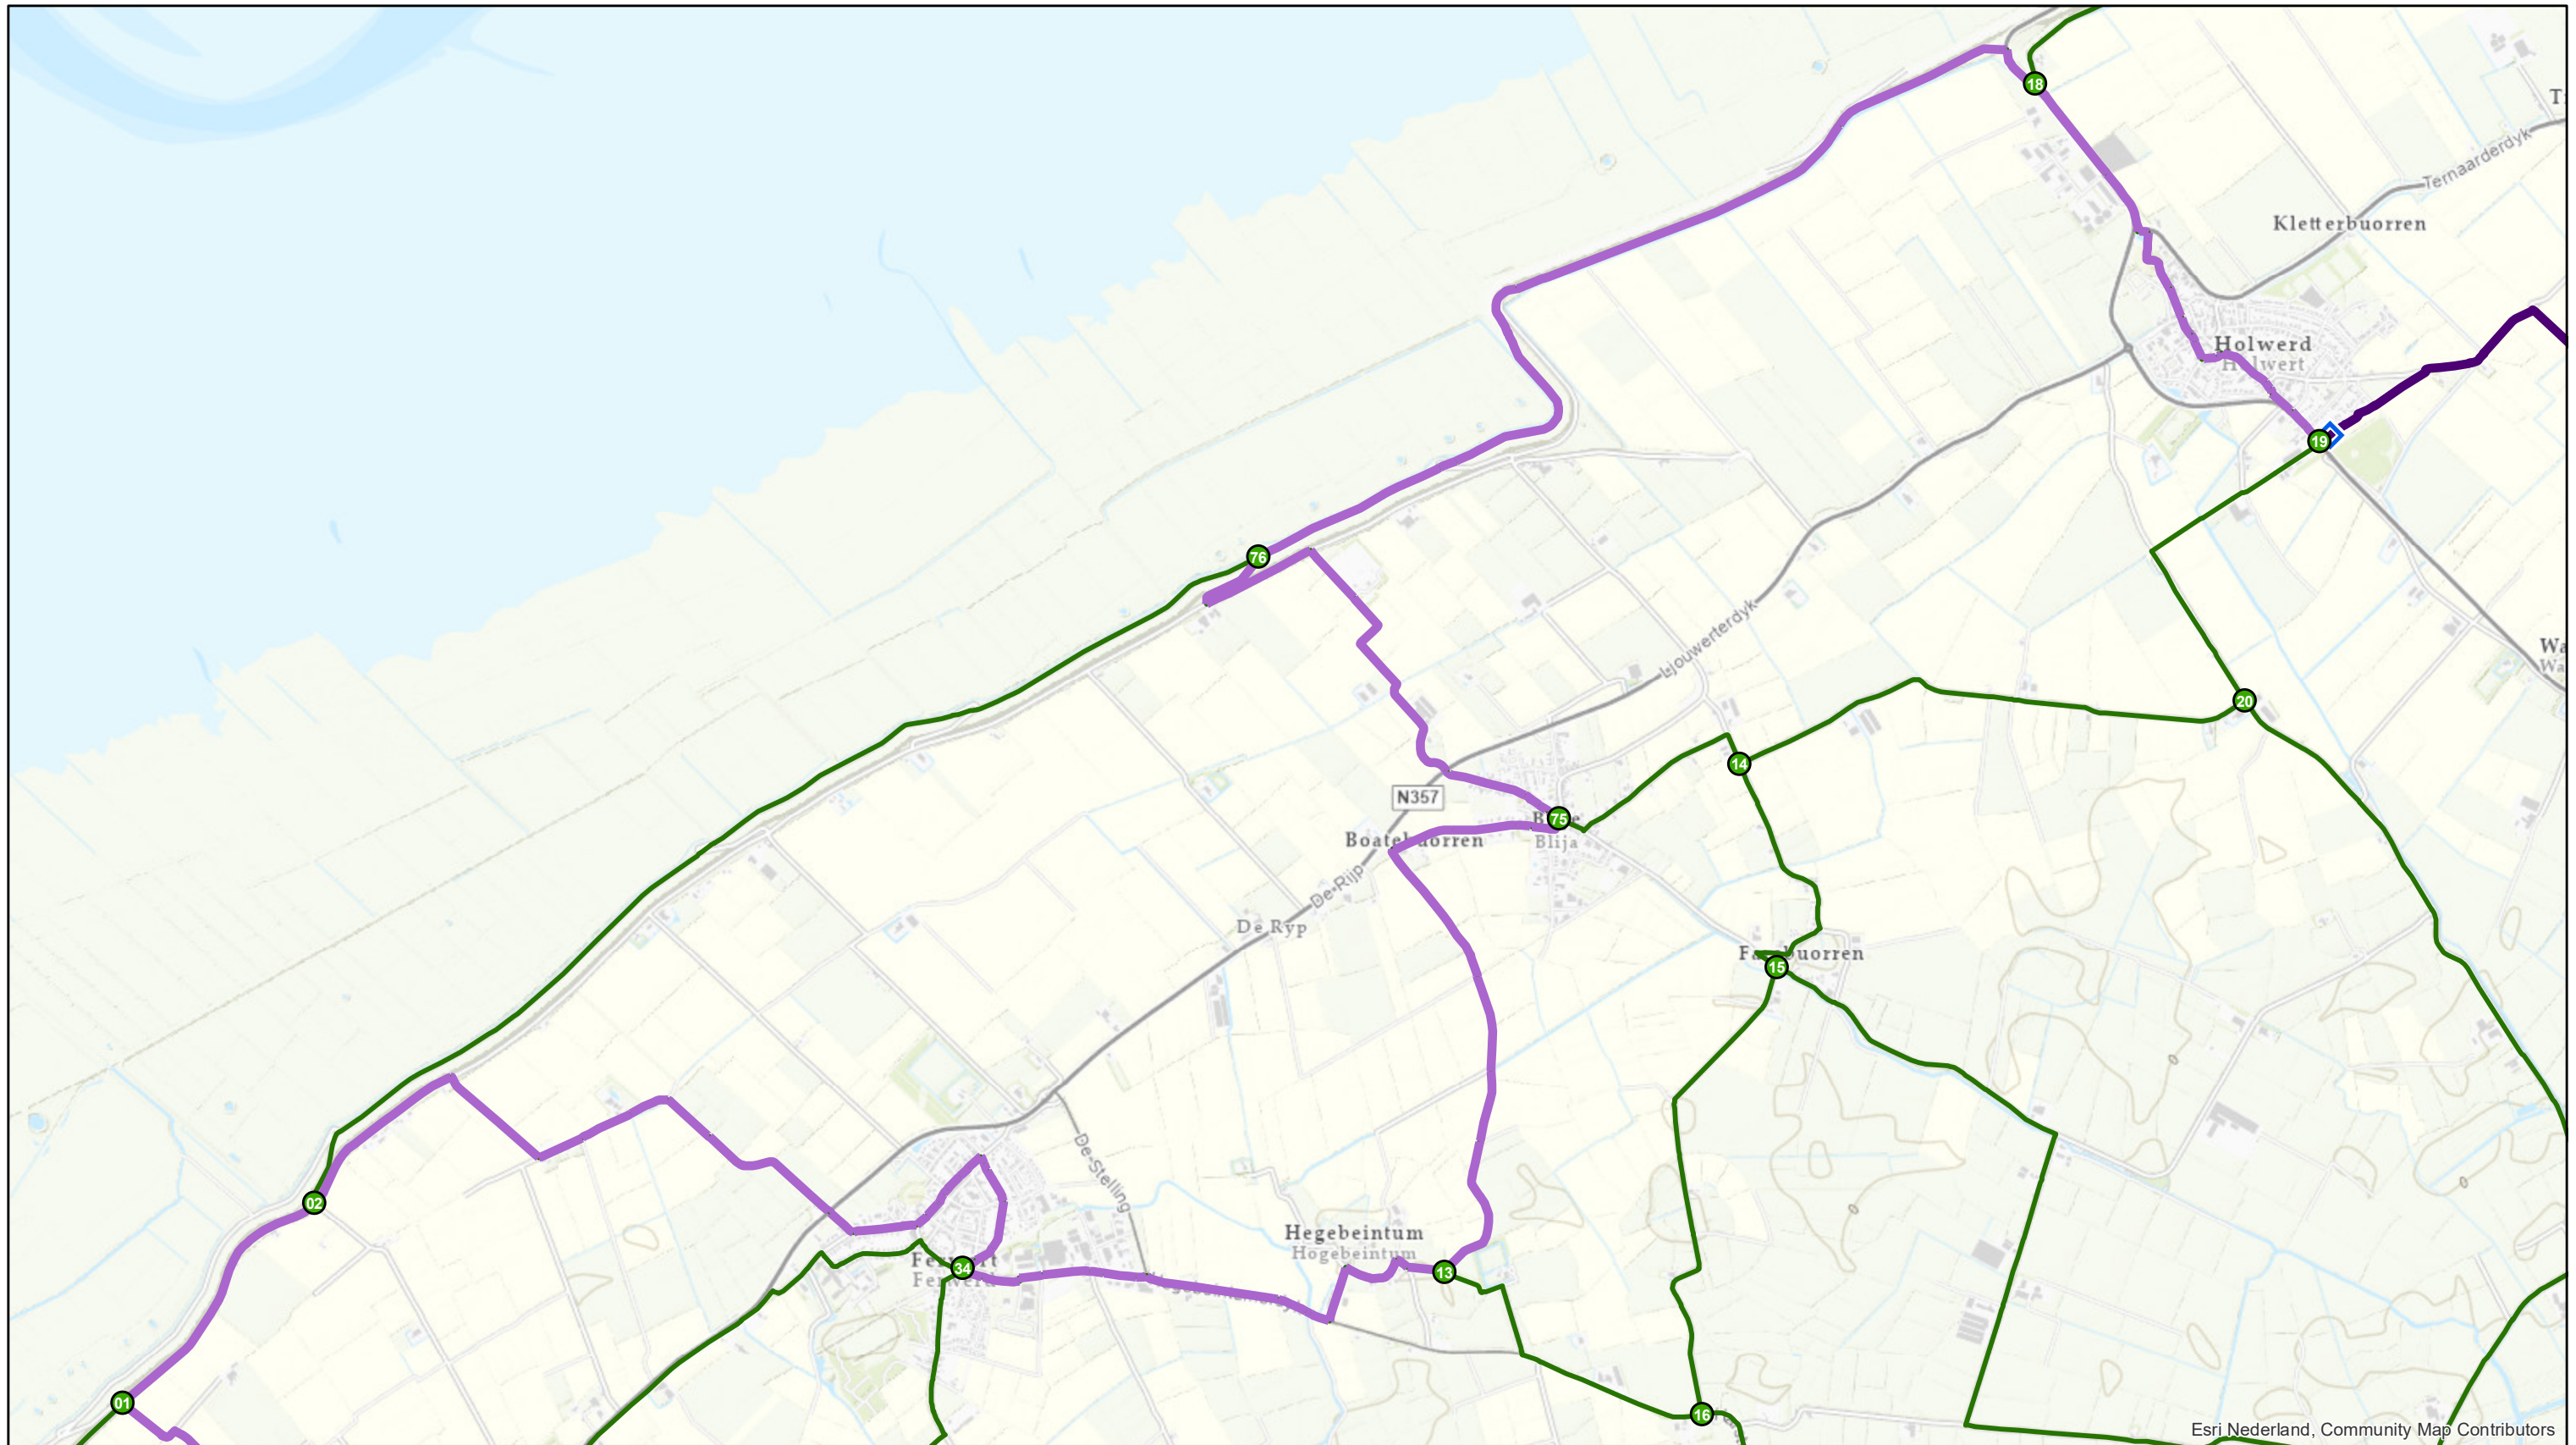 18
Ternaarderdyk
Kletterbuorren
Holwerd
Holwert
19
76
Ljouwerterdyk
20
14
N357
75
Blija
De Rijp
De Ryp
15
De Stelling
02
Hegebeintum
Hogebeintum
34
13
01
16
Esri Nederland, Community Map Contributors